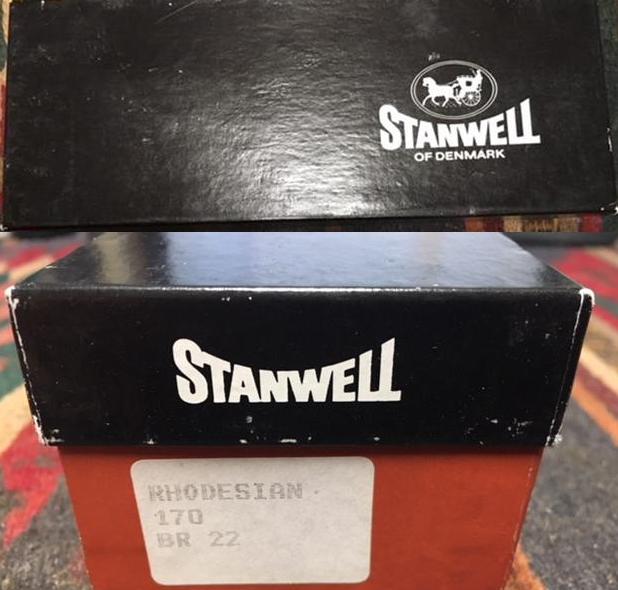 STANWELL
OF DENMARK
STANWELL
RHODESIAN
170
BR 22